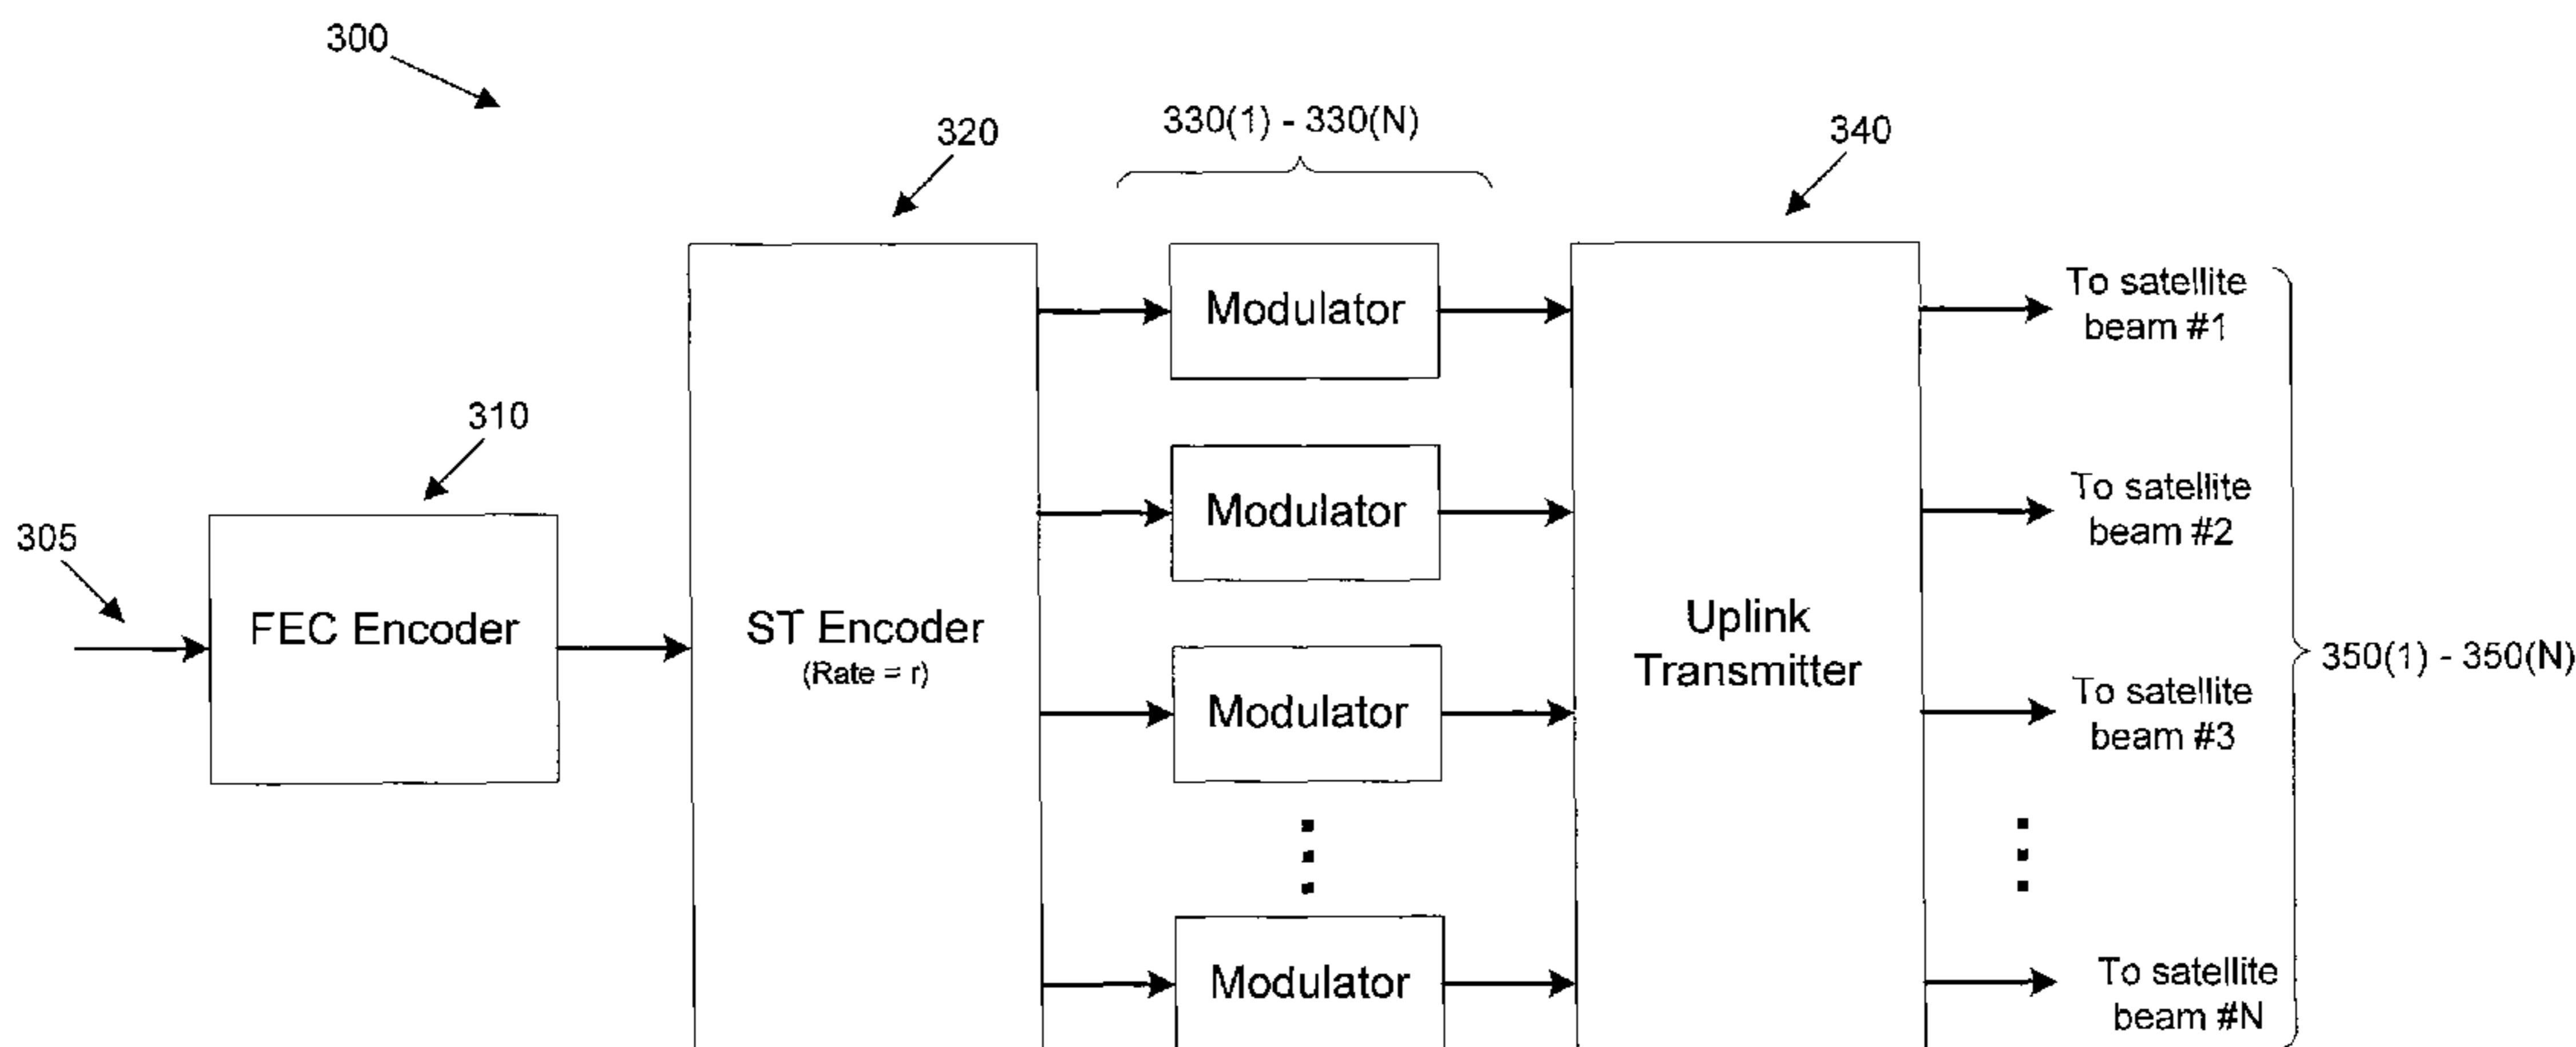 300
320
330(1) - 330(N)
340
310
305
FEC Encoder
ST Encoder
(Rate = r)
Modulator
Modulator
Modulator
Modulator
Uplink
Transmitter
To satellite
beam #1
To satellite
beam #2
To satellite
beam #3
To satellite
beam #N
350(1) - 350(N)